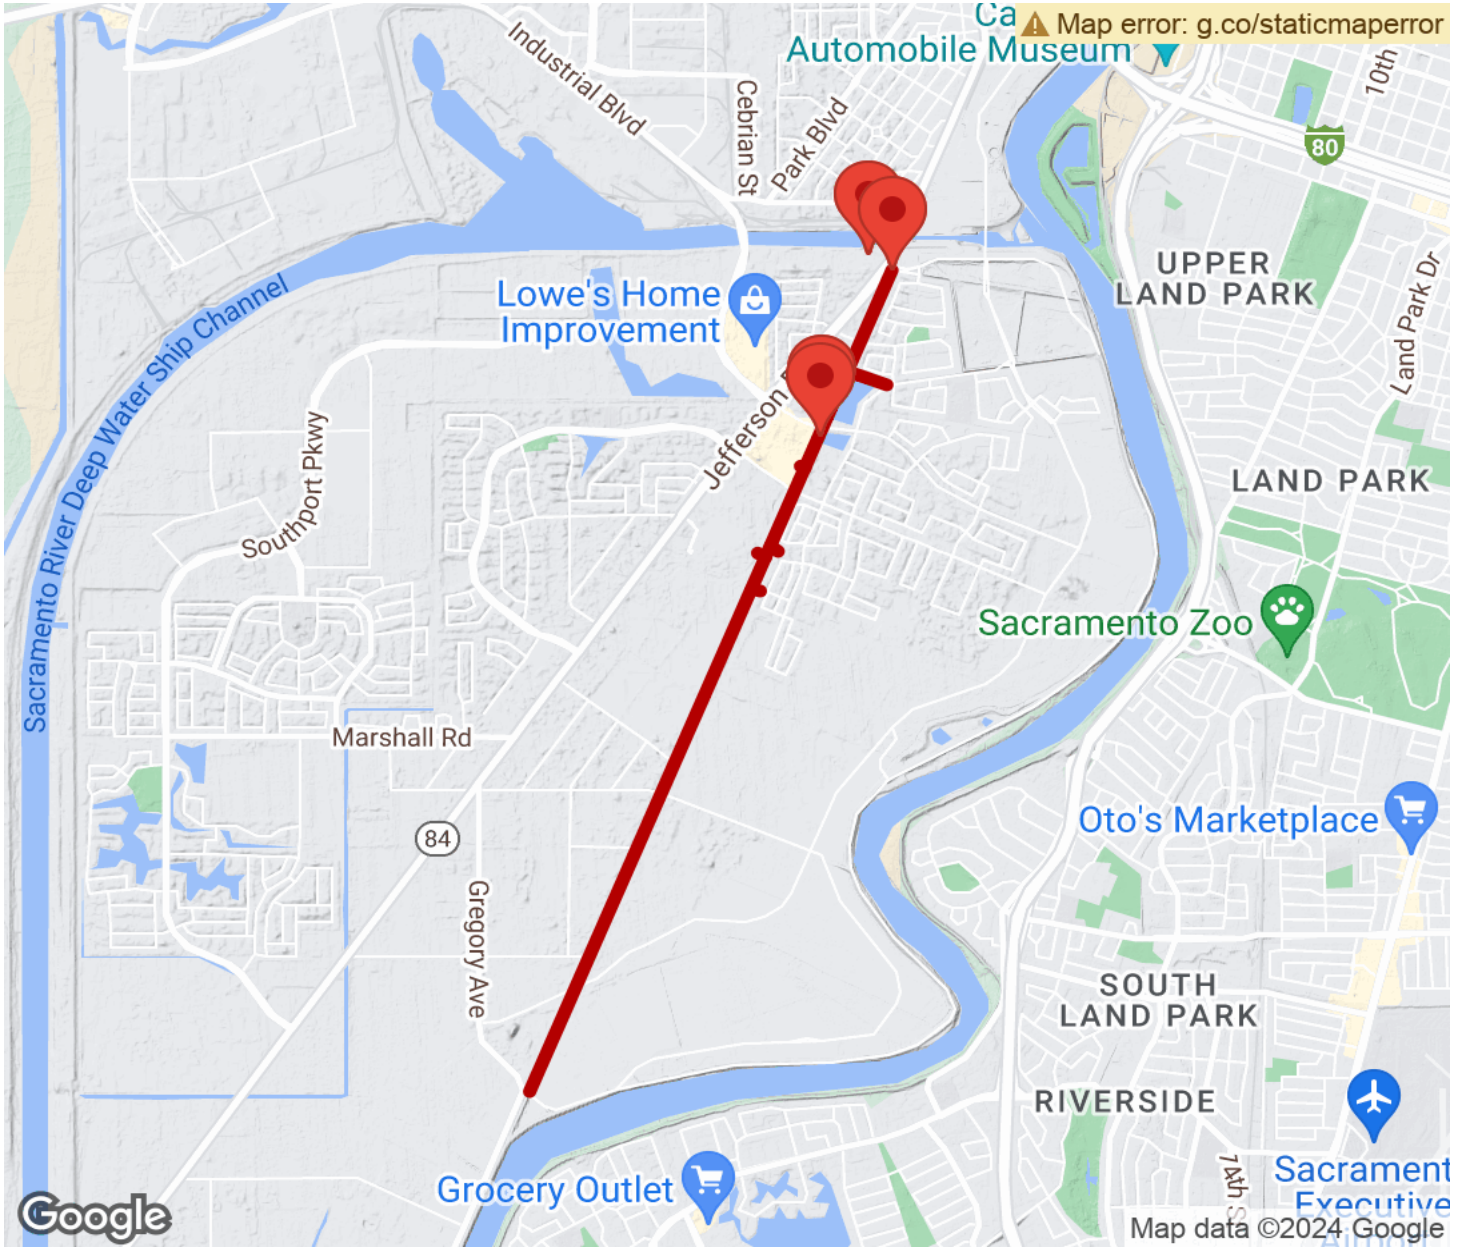 Ca
Map error: g.co/staticmaperror
Automobile Museum
10th
Industrial Blvd
Cebrian St
Park Blvd
80
UPPER
LAND PARK
Land Park Dr
Lowe's Home
Improvement
Sacramento River Deep Water Ship Channel
Jefferson
Southport Pkwy
LAND PARK
Sacramento Zoo
Marshall Rd
84
Oto's Marketplace
Gregory Ave
SOUTH
LAND PARK
RIVERSIDE
Grocery Outlet
Sacrament
Executive
Airport
Google
Map data ©2024 Google